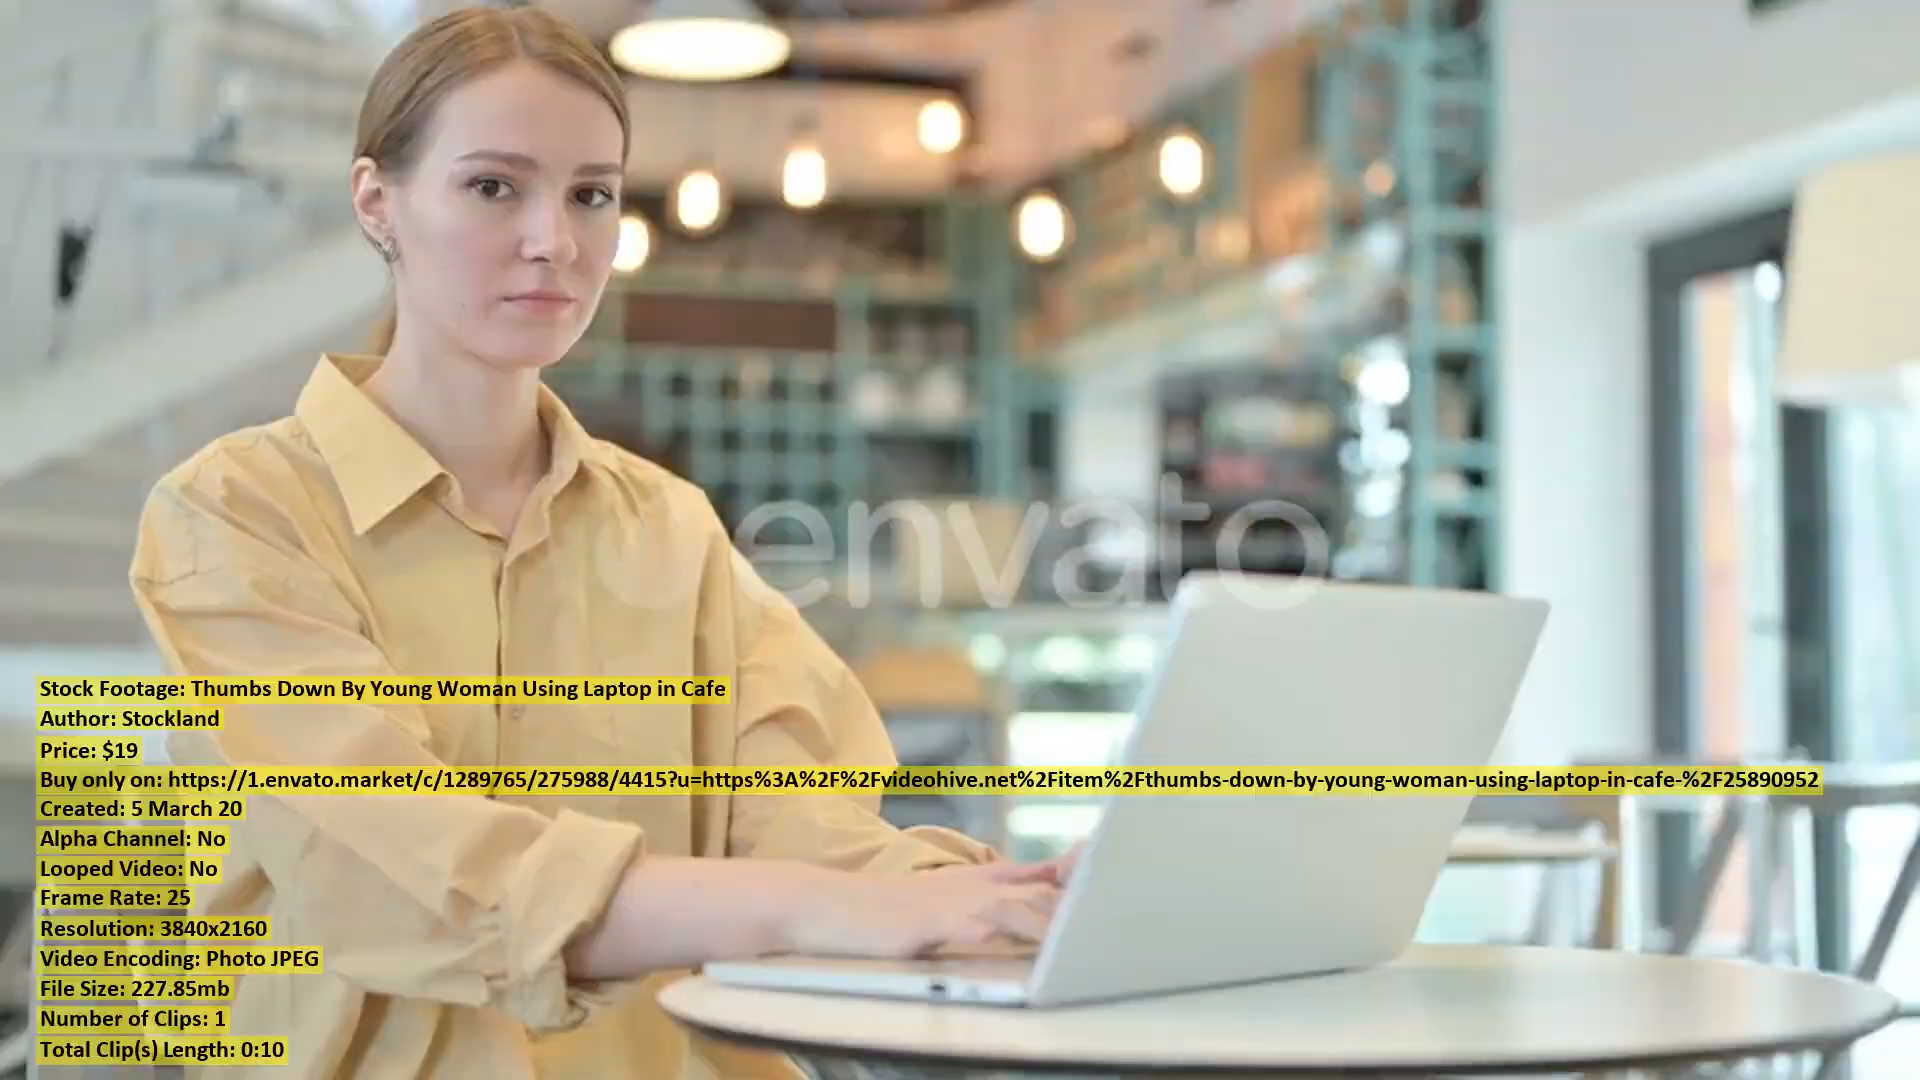 envato
Stock Footage: Thumbs Down By Young Woman Using Laptop in Cafe
Author: Stockland
Price: $19
Buy only on: https://1.envato.market/c/1289765/275988/4415?u=https%3A%2F%2Fvideohive.net%2Fitem%2Fthumbs-down-by-young-woman-using-laptop-in-cafe-%2F25890952
Created: 5 March 20
Alpha Channel: No
Looped Video: No
Frame Rate: 25
Resolution: 3840x2160
Video Encoding: Photo JPEG
File Size: 227.85mb
Number of Clips: 1
Total Clip(s) Length: 0:10